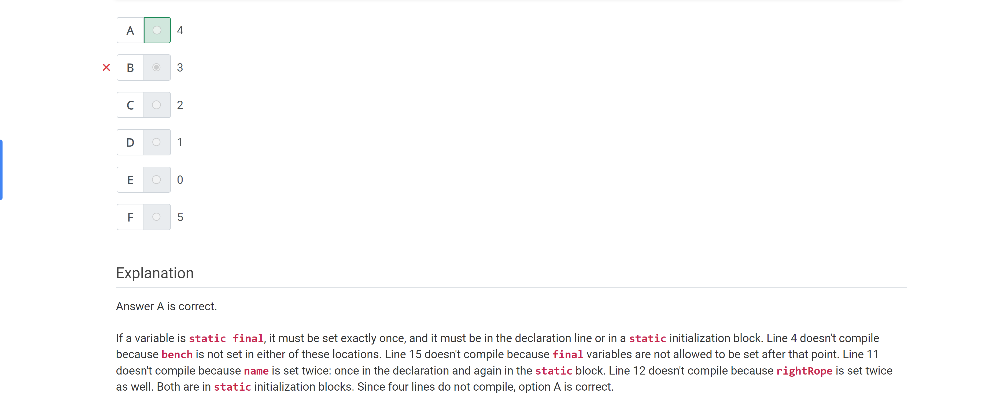 A 4
B 3
C 2
D 1
E 0
F 5
Explanation
Answer A is correct.
If a variable is static final, it must be set exactly once, and it must be in the declaration line or in a static initialization block. Line 4 doesn't compile
because bench is not set in either of these locations. Line 15 doesn't compile because final variables are not allowed to be set after that point. Line 11
doesn't compile because name is set twice: once in the declaration and again in the static block. Line 12 doesn't compile because rightRope is set twice
as well. Both are in static initialization blocks. Since four lines do not compile, option A is correct.